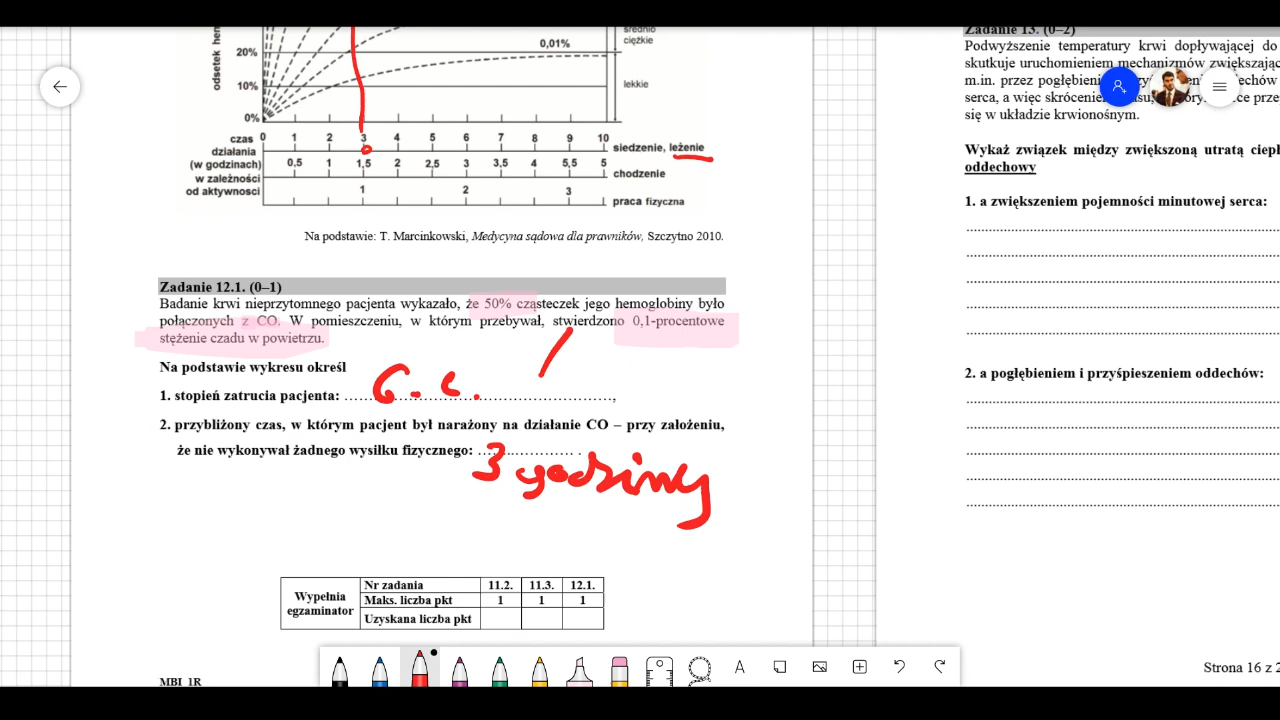 odsetek hem
20%
10%
0%
0,01%
średnio
ciężkie
lekkie
czas
działania
(w godzinach)
w zależności
od aktywnosci
0 1 2 3 4 5 6 7 8 9 10
siedzenie, leżenie
0,5 1 1,5 2 2,5 3 3,5 4 5,5 5
chodzenie
1 2 3
praca fizyczna
Na podstawie: T. Marcinkowski, Medycyna sądowa dla prawników, Szczytno 2010.
Zadanie 12.1. (0–1)
Badanie krwi nieprzytomnego pacjenta wykazało, że 50% cząsteczek jego hemoglobiny było
połączonych z CO. W pomieszczeniu, w którym przebywał, stwierdzono 0,1-procentowe
stężenie czadu w powietrzu.
Na podstawie wykresu określ
1. stopień zatrucia pacjenta: ..............................,
G. C.
2. przybliżony czas, w którym pacjent był narażony na działanie CO – przy założeniu,
że nie wykonywał żadnego wysiłku fizycznego: .................... .
3 godziny
Wypełnia
egzaminator
Nr zadania 11.2. 11.3. 12.1.
Maks. liczba pkt 1 1 1
Uzyskana liczba pkt
MBI_1R
Zadanie 13. (0–2)
Podwyższenie temperatury krwi dopływającej do
skutkuje uruchomieniem mechanizmów zwiększając
m.in. przez pogłębieni
serca, a więc skróceni
się w układzie krwionośnym.
Wykaż związek między zwiększoną utratą ciepł
oddechowy
1. a zwiększeniem pojemności minutowej serca:
2. a pogłębieniem i przyśpieszeniem oddechów:
Strona 16 z 2
A